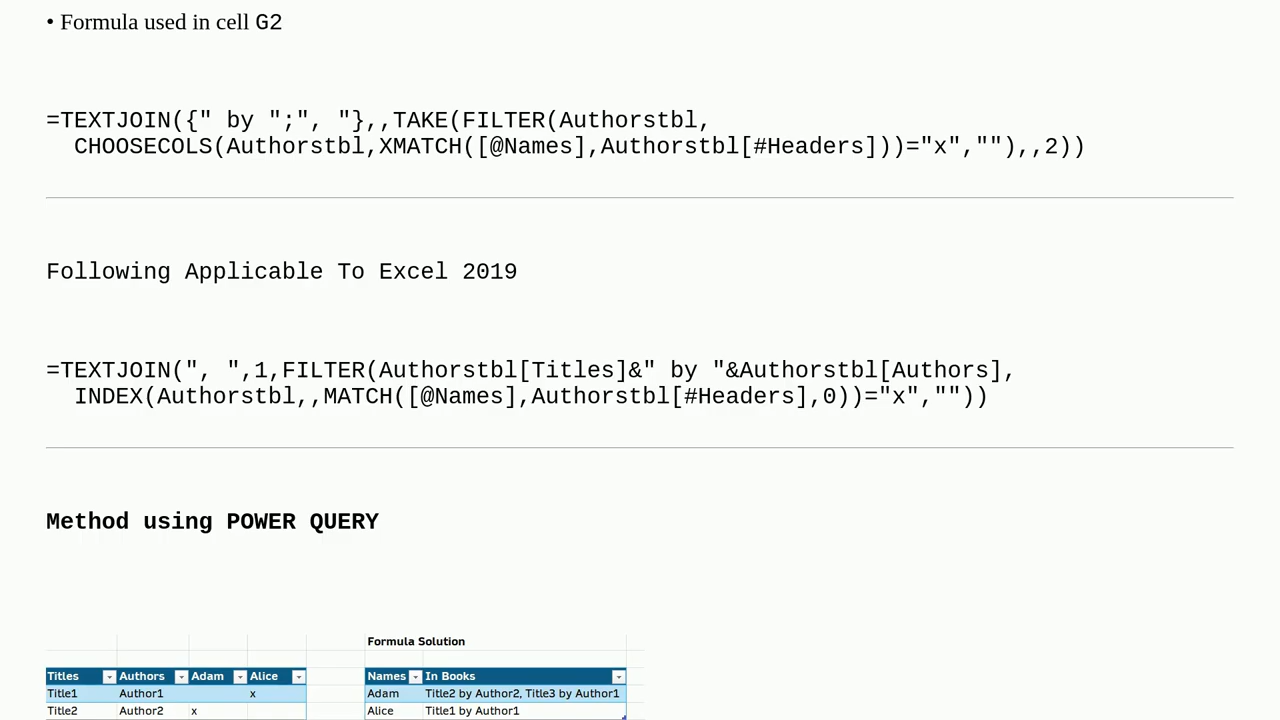 • Formula used in cell G2
=TEXTJOIN({" by ";", "},,TAKE(FILTER(Authorstbl,
CHOOSECOLS(Authorstbl,XMATCH([@Names],Authorstbl[#Headers]))="x",""),,2))
Following Applicable To Excel 2019
=TEXTJOIN(", ",1,FILTER(Authorstbl[Titles]&" by "&Authorstbl[Authors],
INDEX(Authorstbl,,MATCH([@Names],Authorstbl[#Headers],0))="x",""))
Method using POWER QUERY
Formula Solution
Titles Authors Adam Alice Names In Books
Title1 Author1 x Adam Title2 by Author2, Title3 by Author1
Title2 Author2 x Alice Title1 by Author1